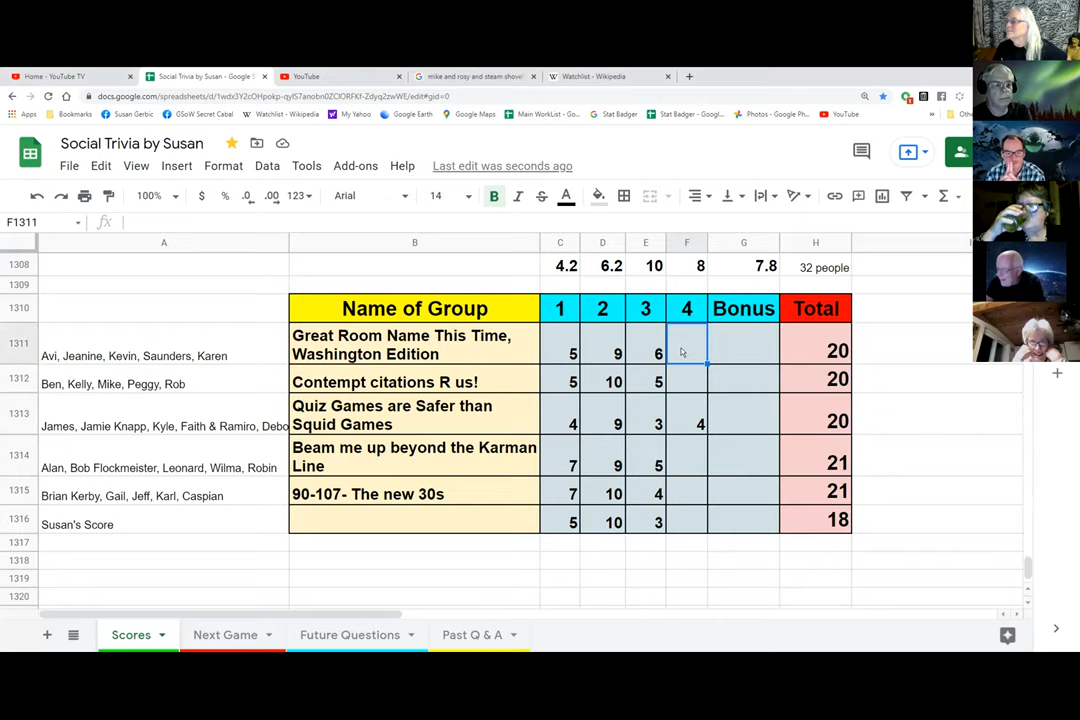 Home - YouTube TV
Social Trivia by Susan - Google S
YouTube
mike and rosy and steam shovel
Watchlist - Wikipedia
docs.google.com/spreadsheets/d/1wdx3Y2cOHpokp-qyIS7anobn0ZClORFKf-Zdyq2zwWE/edit#gid=0
Apps
Bookmarks
Susan Gerbic
GSoW Secret Cabal
Watchlist - Wikipedia
My Yahoo
Google Earth
Google Maps
Main WorkList - Go...
Stat Badger
Stat Badger - Googl...
Photos - Google Ph...
YouTube
»
Social Trivia by Susan
File Edit View Insert Format Data Tools Add-ons Help Last edit was seconds ago
100% $ % .0 .00 123 Arial 14 B I S A
F1311 fx
A B C D E F G H
1308 4.2 6.2 10 8 7.8 32 people
1309
1310 Name of Group 1 2 3 4 Bonus Total
Great Room Name This Time,
1311 Avi, Jeanine, Kevin, Saunders, Karen Washington Edition 5 9 6 20
1312 Ben, Kelly, Mike, Peggy, Rob Contempt citations R us! 5 10 5 20
Quiz Games are Safer than
1313 James, Jamie Knapp, Kyle, Faith & Ramiro, Debo Squid Games 4 9 3 4 20
Beam me up beyond the Karman
1314 Alan, Bob Flockmeister, Leonard, Wilma, Robin Line 7 9 5 21
1315 Brian Kerby, Gail, Jeff, Karl, Caspian 90-107- The new 30s 7 10 4 21
1316 Susan's Score 5 10 3 18
1317
1318
1319
1320
Scores Next Game Future Questions Past Q & A